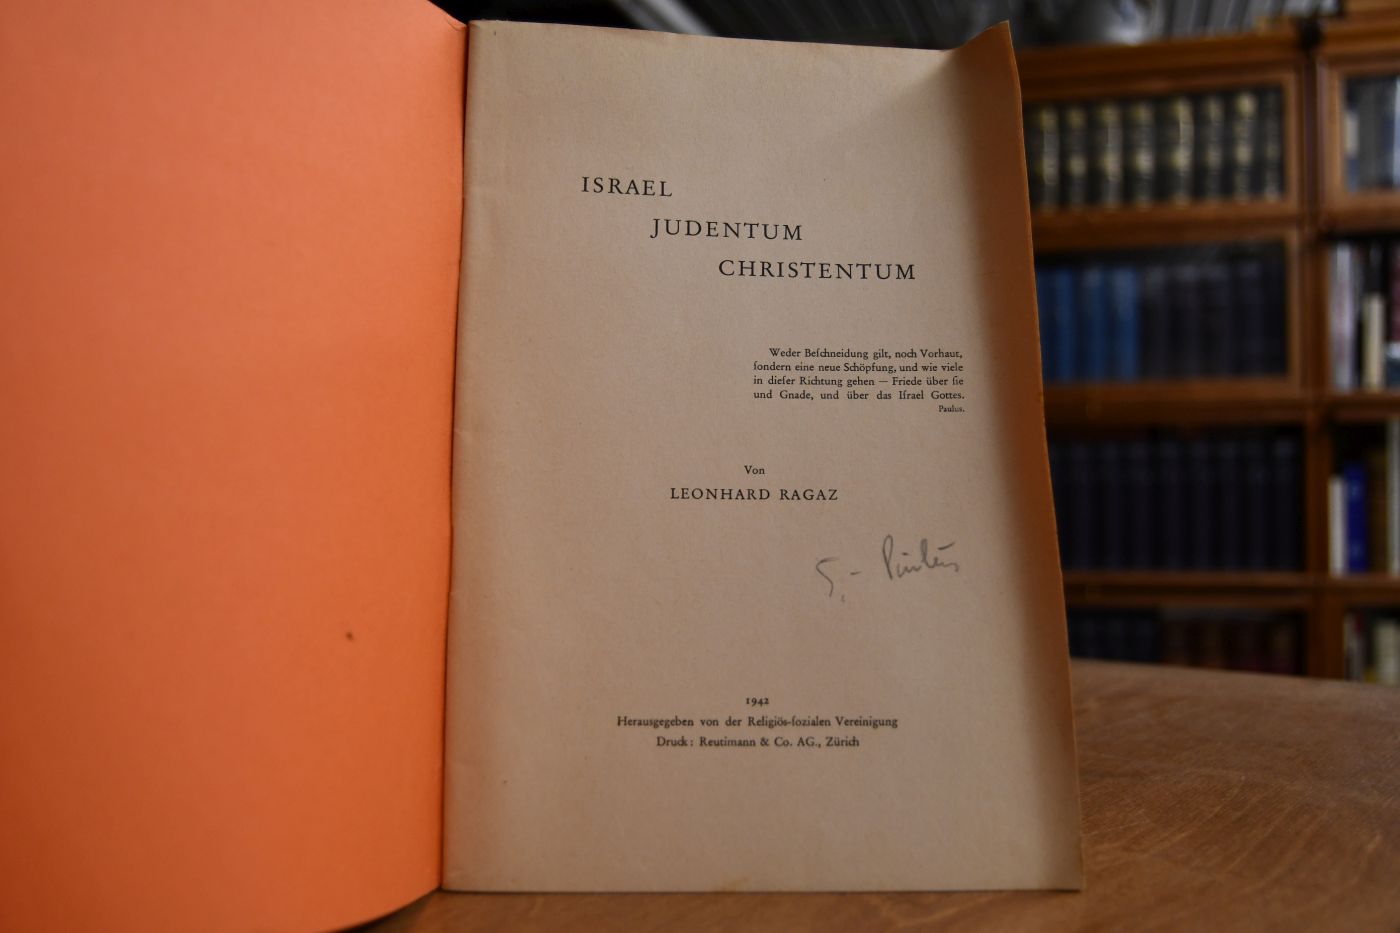 ISRAEL
JUDENTUM
CHRISTENTUM
Weder Beſchneidung gilt, noch Vorhaut,
ſondern eine neue Schöpfung, und wie viele
in dieſer Richtung gehen — Friede über ſie
und Gnade, und über das Iſrael Gottes.
Paulus.
Von
LEONHARD RAGAZ
5.–
1942
Herausgegeben von der Religiös-ſozialen Vereinigung
Druck: Reutimann & Co. AG., Zürich